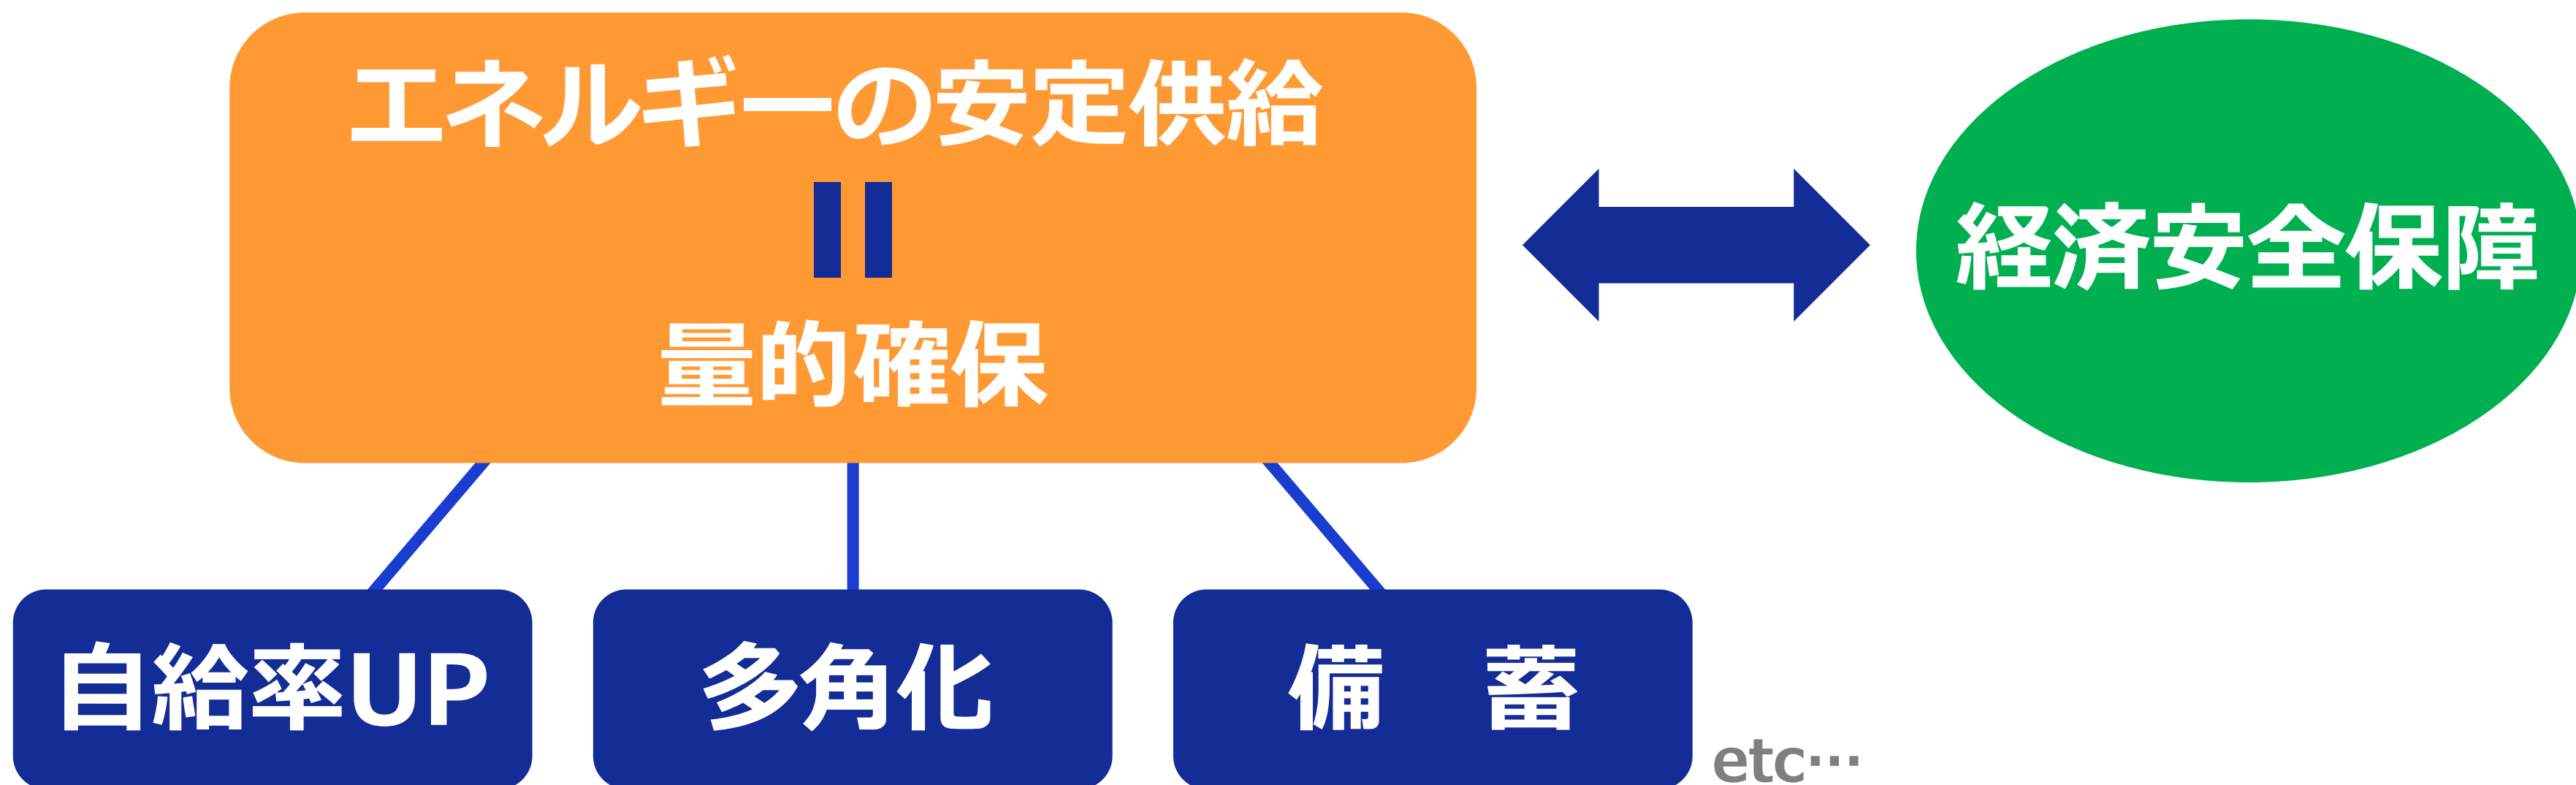 エネルギーの安定供給
量的確保
経済安全保障
自給率UP
多角化
備　蓄
etc…